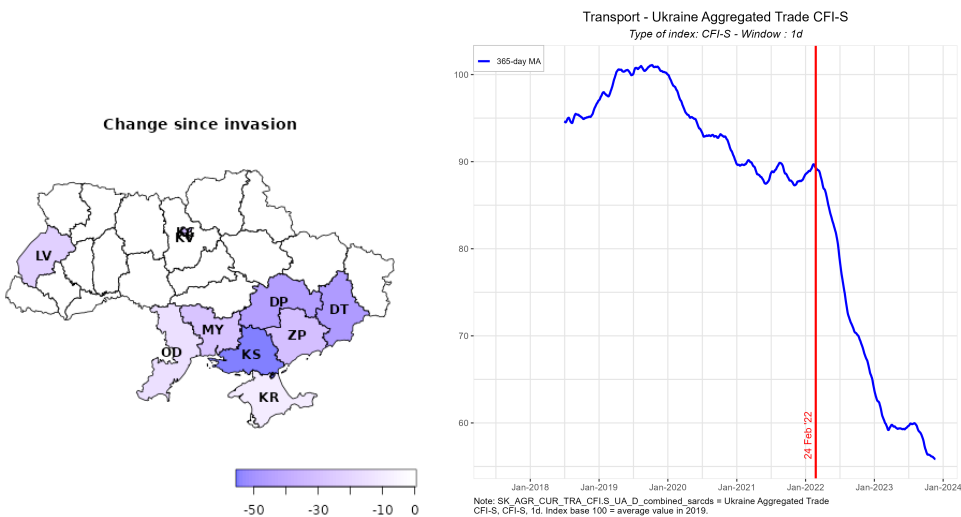 Change since invasion
KC
KV
LV
DP
DT
MY
ZP
OD
KS
KR
-50
-30
-10
0
Transport - Ukraine Aggregated Trade CFI-S
Type of index: CFI-S - Window : 1d
365-day MA
100
90
80
70
60
24 Feb '22
Jan-2018
Jan-2019
Jan-2020
Jan-2021
Jan-2022
Jan-2023
Jan-2024
Note: SK_AGR_CUR_TRA_CFI.S_UA_D_combined_sarcds = Ukraine Aggregated Trade
CFI-S, CFI-S, 1d. Index base 100 = average value in 2019.